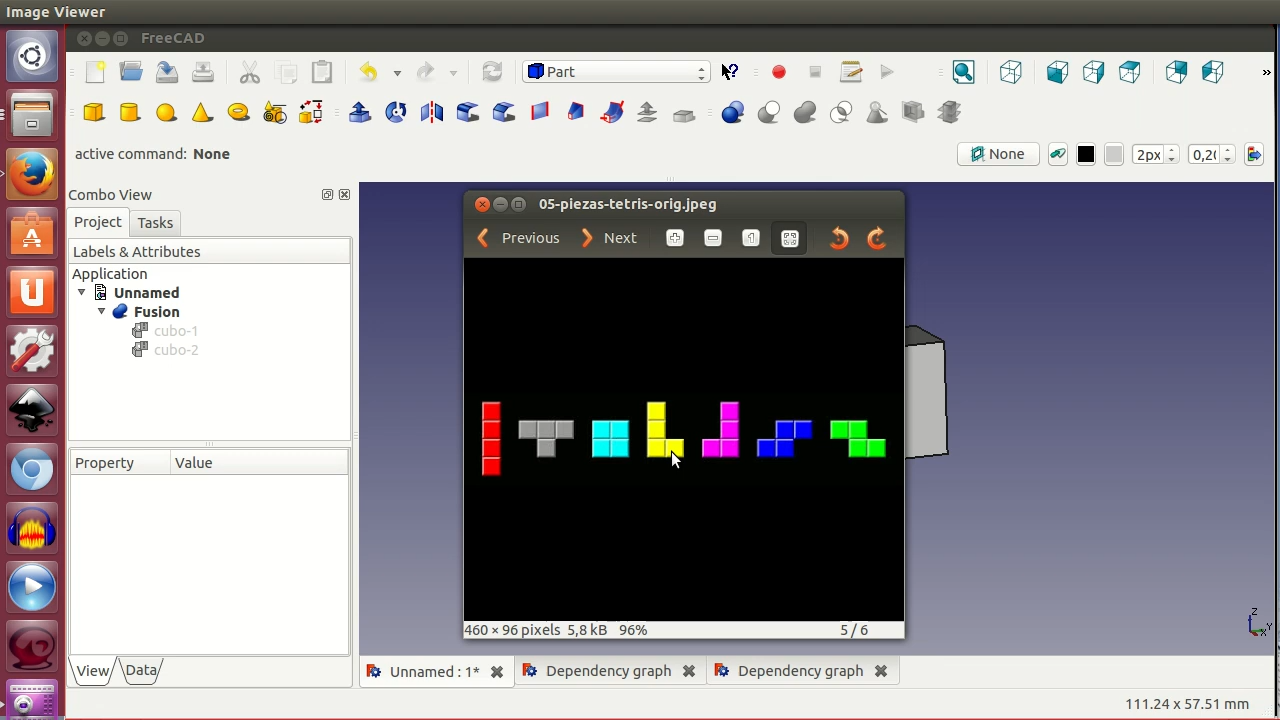 Image Viewer
FreeCAD
Part
active command: None
None
2px
0,20
Combo View
Project
Tasks
Labels & Attributes
Application
Unnamed
Fusion
cubo-1
cubo-2
Property
Value
View
Data
05-piezas-tetris-orig.jpeg
Previous
Next
460 × 96 pixels 5,8 kB 96%
5 / 6
Unnamed : 1*
Dependency graph
Dependency graph
Z
Y
111.24 x 57.51 mm